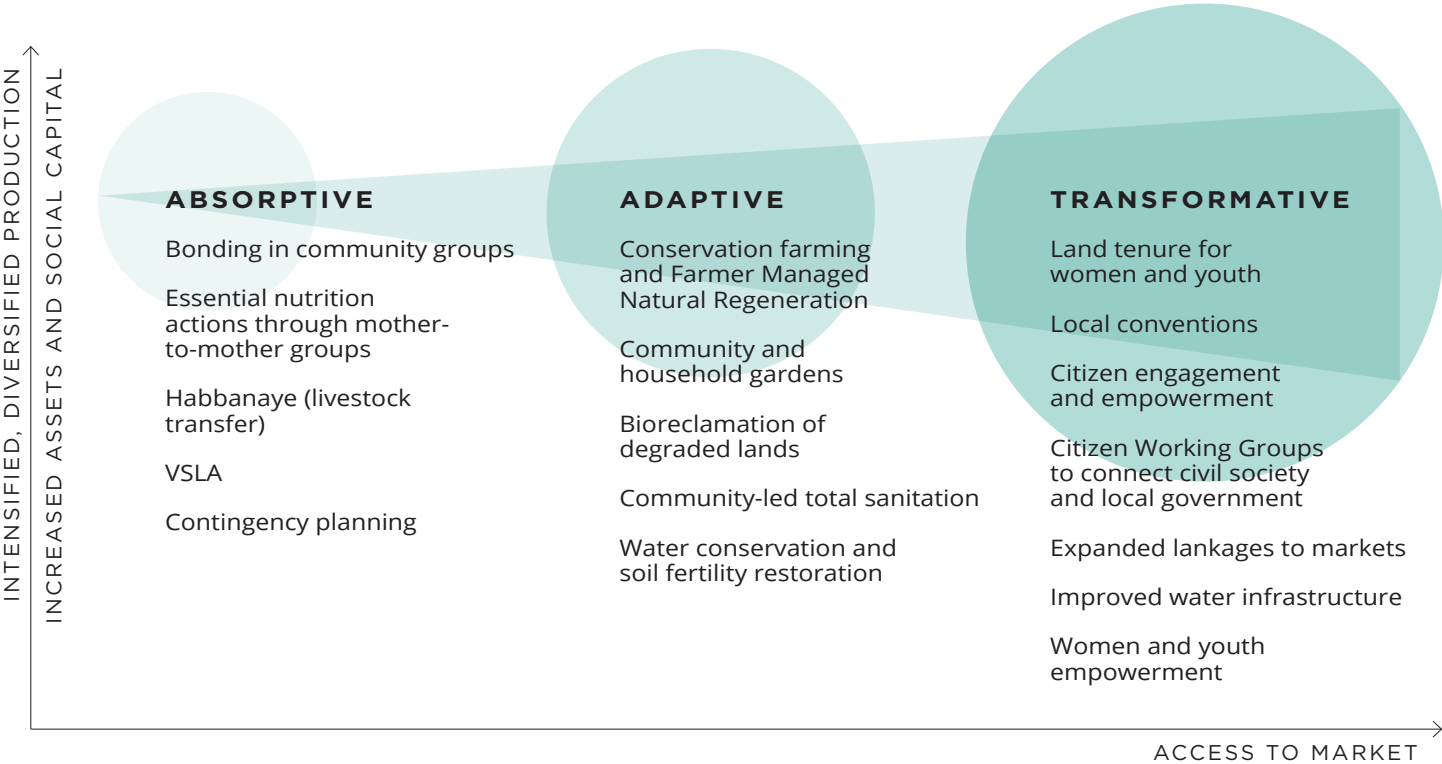 INTENSIFIED, DIVERSIFIED PRODUCTION
INCREASED ASSETS AND SOCIAL CAPITAL
ABSORPTIVE
Bonding in community groups
Essential nutrition
actions through mother-
to-mother groups
Habbanaye (livestock
transfer)
VSLA
Contingency planning
ADAPTIVE
Conservation farming
and Farmer Managed
Natural Regeneration
Community and
household gardens
Bioreclamation of
degraded lands
Community-led total sanitation
Water conservation and
soil fertility restoration
TRANSFORMATIVE
Land tenure for
women and youth
Local conventions
Citizen engagement
and empowerment
Citizen Working Groups
to connect civil society
and local government
Expanded lankages to markets
Improved water infrastructure
Women and youth
empowerment
ACCESS TO MARKET